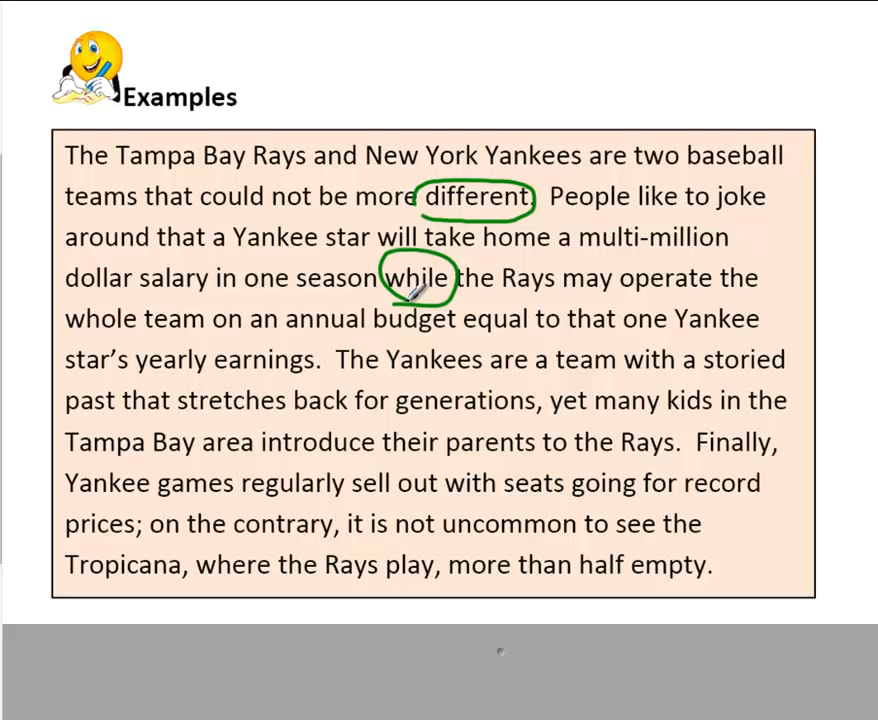 Examples
The Tampa Bay Rays and New York Yankees are two baseball
teams that could not be more different. People like to joke
around that a Yankee star will take home a multi-million
dollar salary in one season while the Rays may operate the
whole team on an annual budget equal to that one Yankee
star’s yearly earnings. The Yankees are a team with a storied
past that stretches back for generations, yet many kids in the
Tampa Bay area introduce their parents to the Rays. Finally,
Yankee games regularly sell out with seats going for record
prices; on the contrary, it is not uncommon to see the
Tropicana, where the Rays play, more than half empty.